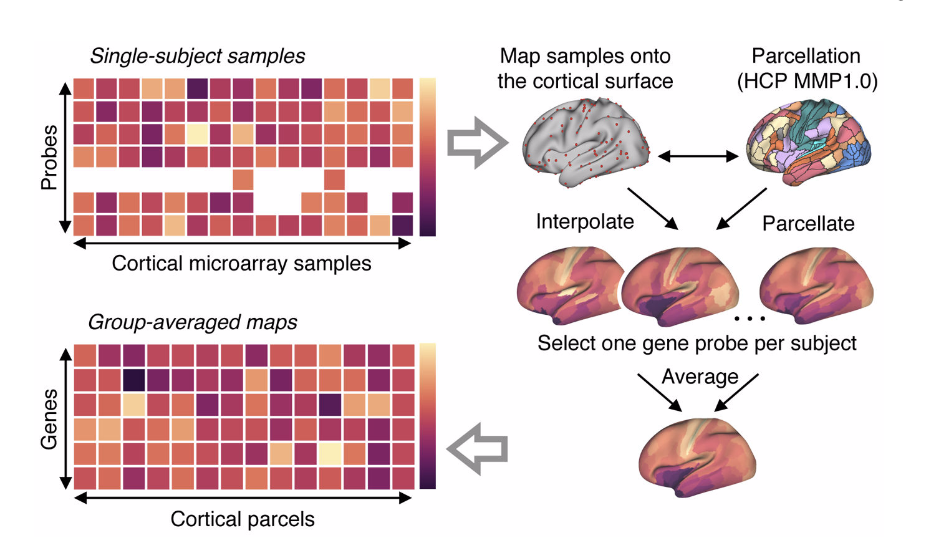 Single-subject samples
Probes
Cortical microarray samples
Map samples onto
the cortical surface
Parcellation
(HCP MMP1.0)
Interpolate
Parcellate
...
Select one gene probe per subject
Average
Group-averaged maps
Genes
Cortical parcels